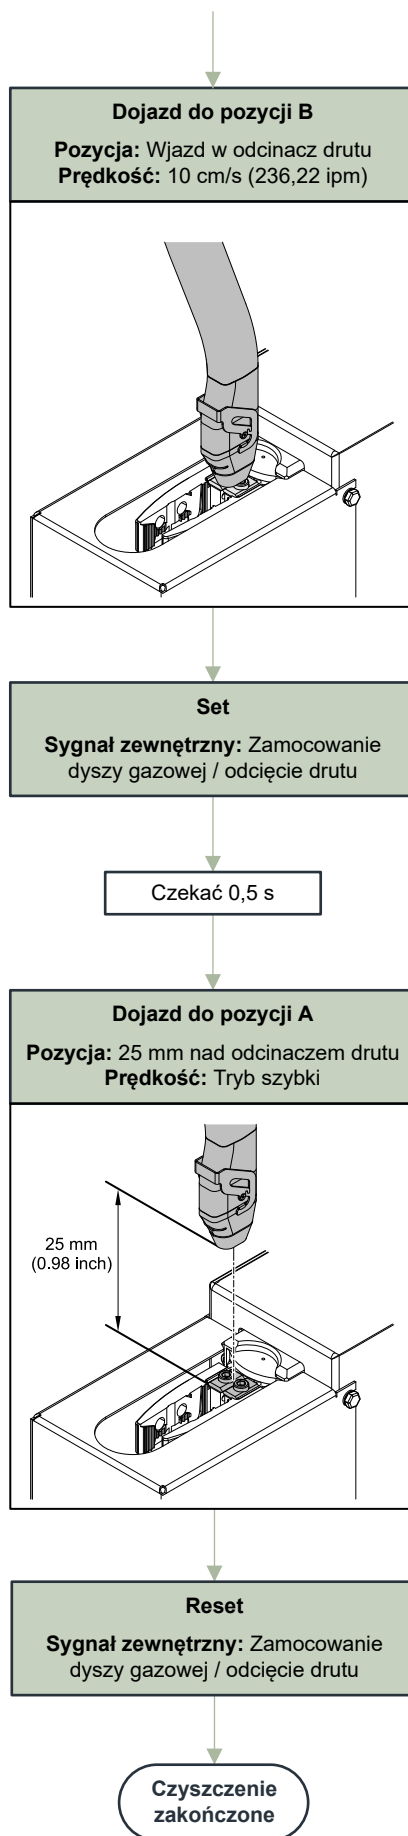 Dojazd do pozycji B
Pozycja: Wjazd w odcinacz drutu
Prędkość: 10 cm/s (236,22 ipm)
Set
Sygnał zewnętrzny: Zamocowanie
dyszy gazowej / odcięcie drutu
Czekać 0,5 s
Dojazd do pozycji A
Pozycja: 25 mm nad odcinaczem drutu
Prędkość: Tryb szybki
25 mm
(0.98 inch)
Reset
Sygnał zewnętrzny: Zamocowanie
dyszy gazowej / odcięcie drutu
Czyszczenie
zakończone